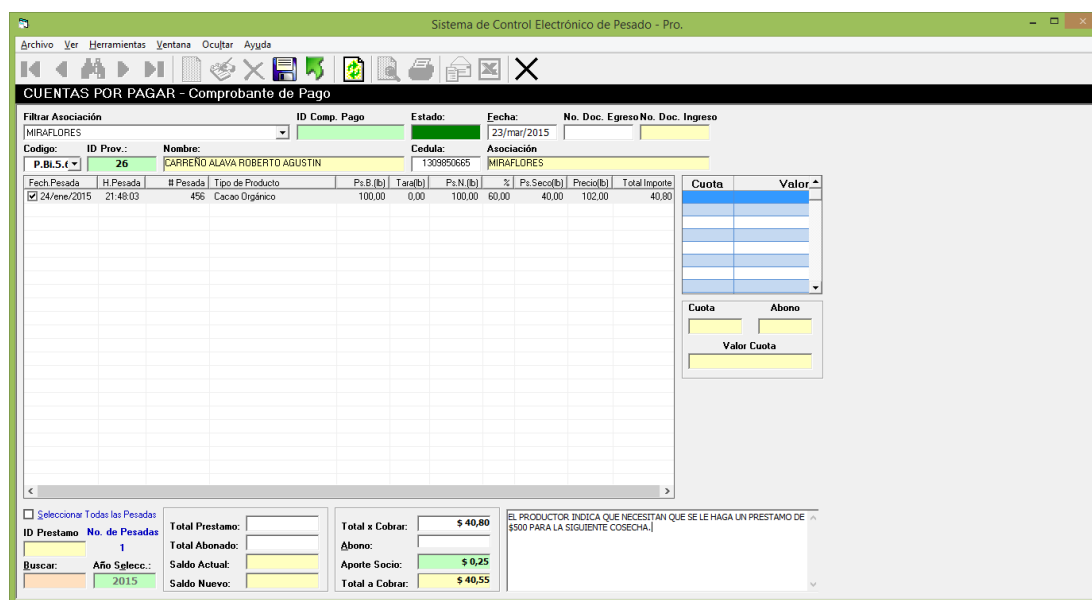 Sistema de Control Electrónico de Pesado - Pro.
Archivo Ver Herramientas Ventana Ocultar Ayuda
CUENTAS POR PAGAR - Comprobante de Pago
Filtrar Asociación ID Comp. Pago Estado: Fecha: No. Doc. Egreso No. Doc. Ingreso
MIRAFLORES 23/mar/2015
Codigo: ID Prov.: Nombre: Cedula: Asociación
P.Bi.5.( 26 CARREÑO ALAVA ROBERTO AGUSTIN 1309850665 MIRAFLORES
Fech.Pesada H.Pesada # Pesada Tipo de Producto Ps.B.(lb) Tara(lb) Ps.N.(lb) % Ps.Seco(lb) Precio(lb) Total Importe Cuota Valor
24/ene/2015 21:48:03 456 Cacao Orgánico 100,00 0,00 100,00 60,00 40,00 102,00 40,80
Cuota Abono
Valor Cuota
Seleccionar Todas las Pesadas
ID Prestamo No. de Pesadas
1
Buscar: Año Selecc.:
2015
Total Prestamo:
Total Abonado:
Saldo Actual:
Saldo Nuevo:
Total x Cobrar: $ 40,80
Abono:
Aporte Socio: $ 0,25
Total a Cobrar: $ 40,55
EL PRODUCTOR INDICA QUE NECESITAN QUE SE LE HAGA UN PRESTAMO DE
$500 PARA LA SIGUIENTE COSECHA.